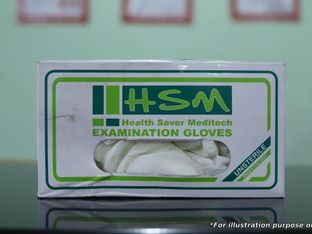 HSM
Health Saver Meditech
EXAMINATION GLOVES
UNSTERILE
*For illustration purpose o